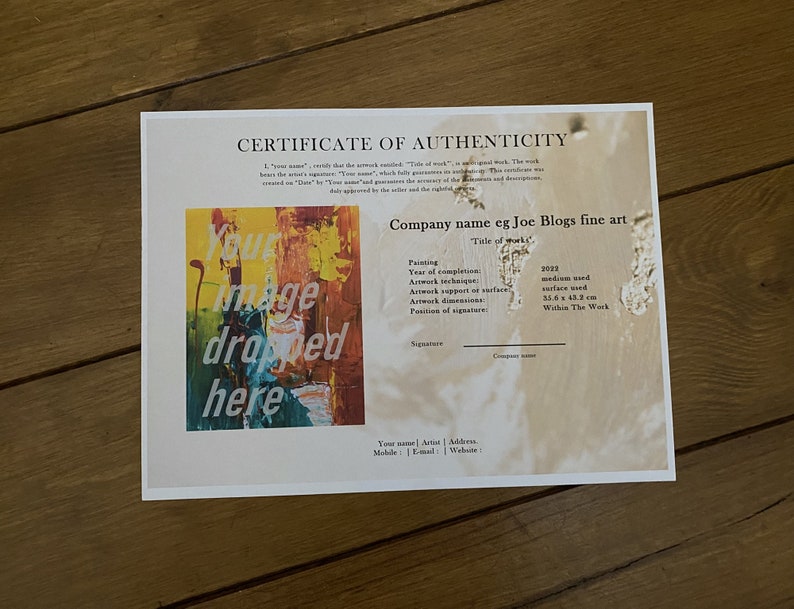 CERTIFICATE OF AUTHENTICITY
I, "your name" , certify that the artwork entitled: "Title of work"', is an original work. The work
bears the artist's signature: "Your name", which fully guarantees its authenticity. This certificate was
created on "Date" by "Your name"and guarantees the accuracy of the statements and descriptions,
duly approved by the seller and the rightful owners.
Your
image
dropped
here
Company name eg Joe Blogs fine art
"Title of works"
Painting
Year of completion: 2022
Artwork technique: medium used
Artwork support or surface: surface used
Artwork dimensions: 35.6 x 43.2 cm
Position of signature: Within The Work
Signature
Company name
Your name| Artist | Address.
Mobile : | E-mail : | Website :